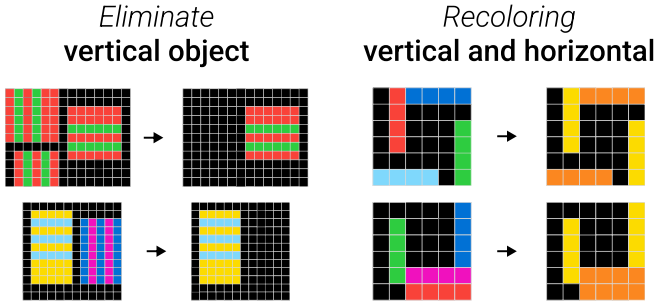 Eliminate
vertical object
Recoloring
vertical and horizontal